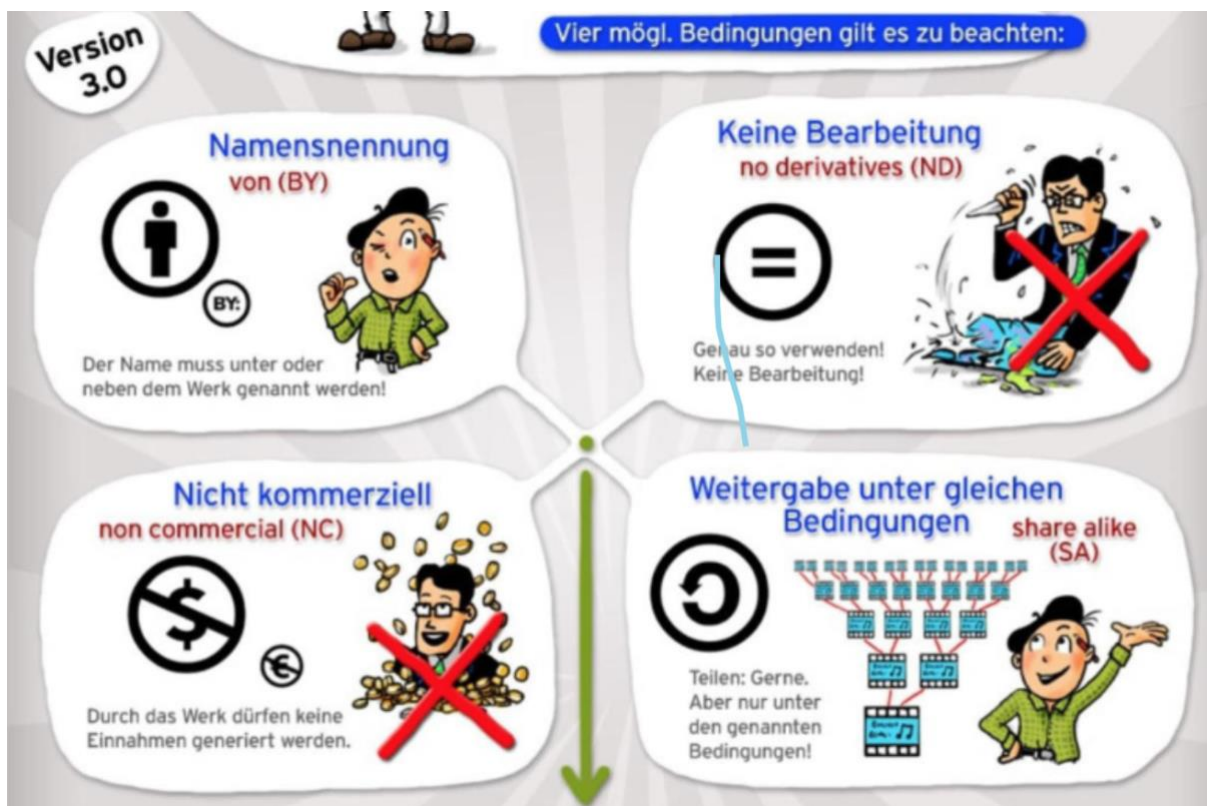 Version
3.0
Vier mögl. Bedingungen gilt es zu beachten:
Namensnennung
von (BY)
BY:
Der Name muss unter oder
neben dem Werk genannt werden!
Keine Bearbeitung
no derivatives (ND)
=
Genau so verwenden!
Keine Bearbeitung!
Nicht kommerziell
non commercial (NC)
$
€
Durch das Werk dürfen keine
Einnahmen generiert werden.
Weitergabe unter gleichen
Bedingungen
share alike
(SA)
Teilen: Gerne.
Aber nur unter
den genannten
Bedingungen!